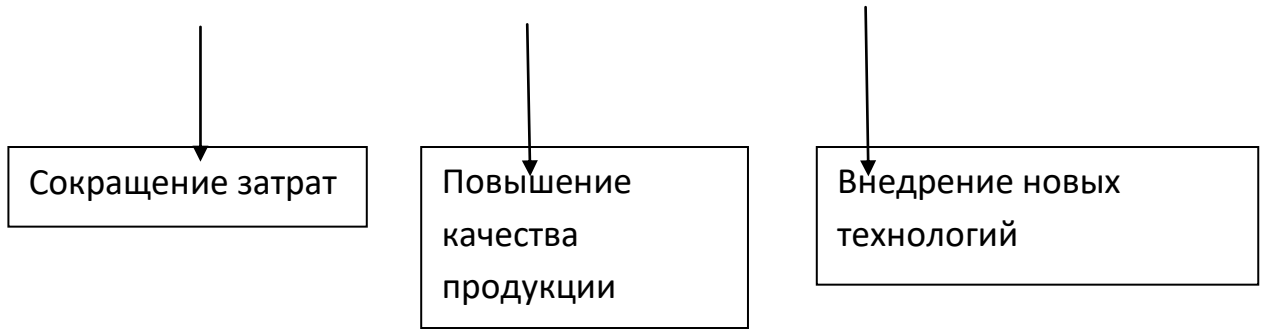 Сокращение затрат
Повышение
качества
продукции
Внедрение новых
технологий